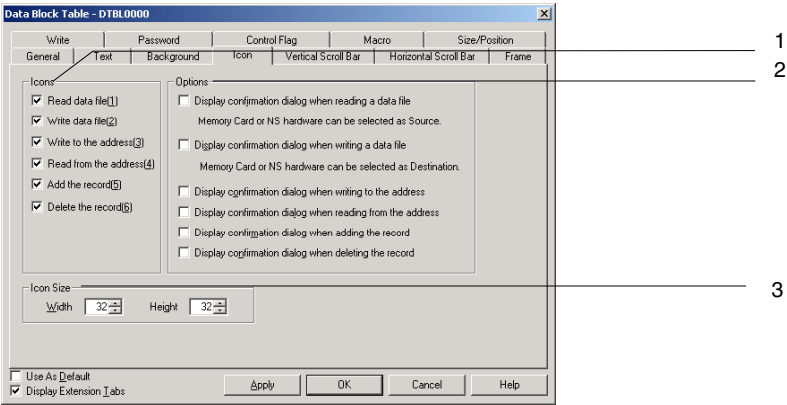 Data Block Table - DTBL0000
Write Password Control Flag Macro Size/Position
General Text Background Icon Vertical Scroll Bar Horizontal Scroll Bar Frame
1
2
Icons
Read data file(1)
Write data file(2)
Write to the address(3)
Read from the address(4)
Add the record(5)
Delete the record(6)
Options
Display confirmation dialog when reading a data file
Memory Card or NS hardware can be selected as Source.
Display confirmation dialog when writing a data file
Memory Card or NS hardware can be selected as Destination.
Display confirmation dialog when writing to the address
Display confirmation dialog when reading from the address
Display confirmation dialog when adding the record
Display confirmation dialog when deleting the record
Icon Size
3
Width 32 Height 32
Use As Default
Display Extension Tabs
Apply OK Cancel Help